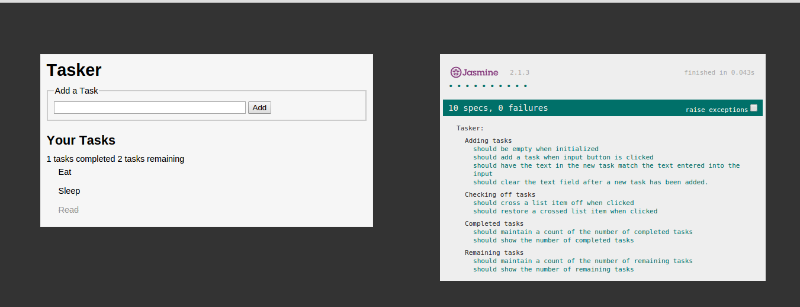 Tasker
Add a Task
Add
Your Tasks
1 tasks completed 2 tasks remaining
Eat
Sleep
Read
Jasmine 2.1.3 finished in 0.043s
10 specs, 0 failures raise exceptions
Tasker:
Adding tasks
should be empty when initialized
should add a task when input button is clicked
should have the text in the new task match the text entered into the
input
should clear the text field after a new task has been added.
Checking off tasks
should cross a list item off when clicked
should restore a crossed list item when clicked
Completed tasks
should maintain a count of the number of completed tasks
should show the number of completed tasks
Remaining tasks
should maintain a count of the number of remaining tasks
should show the number of remaining tasks